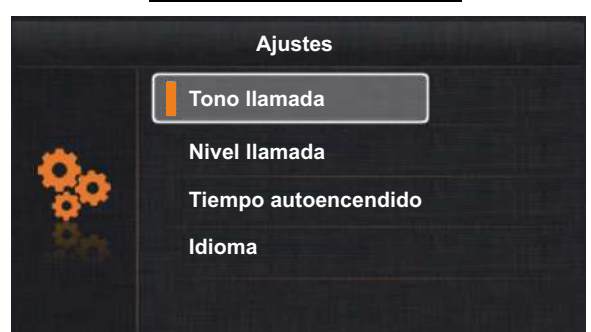 Ajustes
Tono llamada
Nivel llamada
Tiempo autoencendido
Idioma